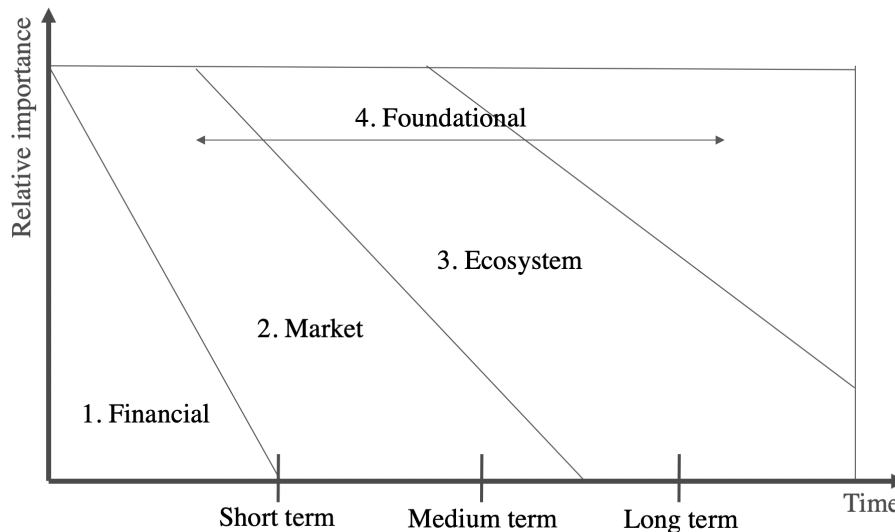 Relative importance
4. Foundational
3. Ecosystem
2. Market
1. Financial
Short term
Medium term
Long term
Time